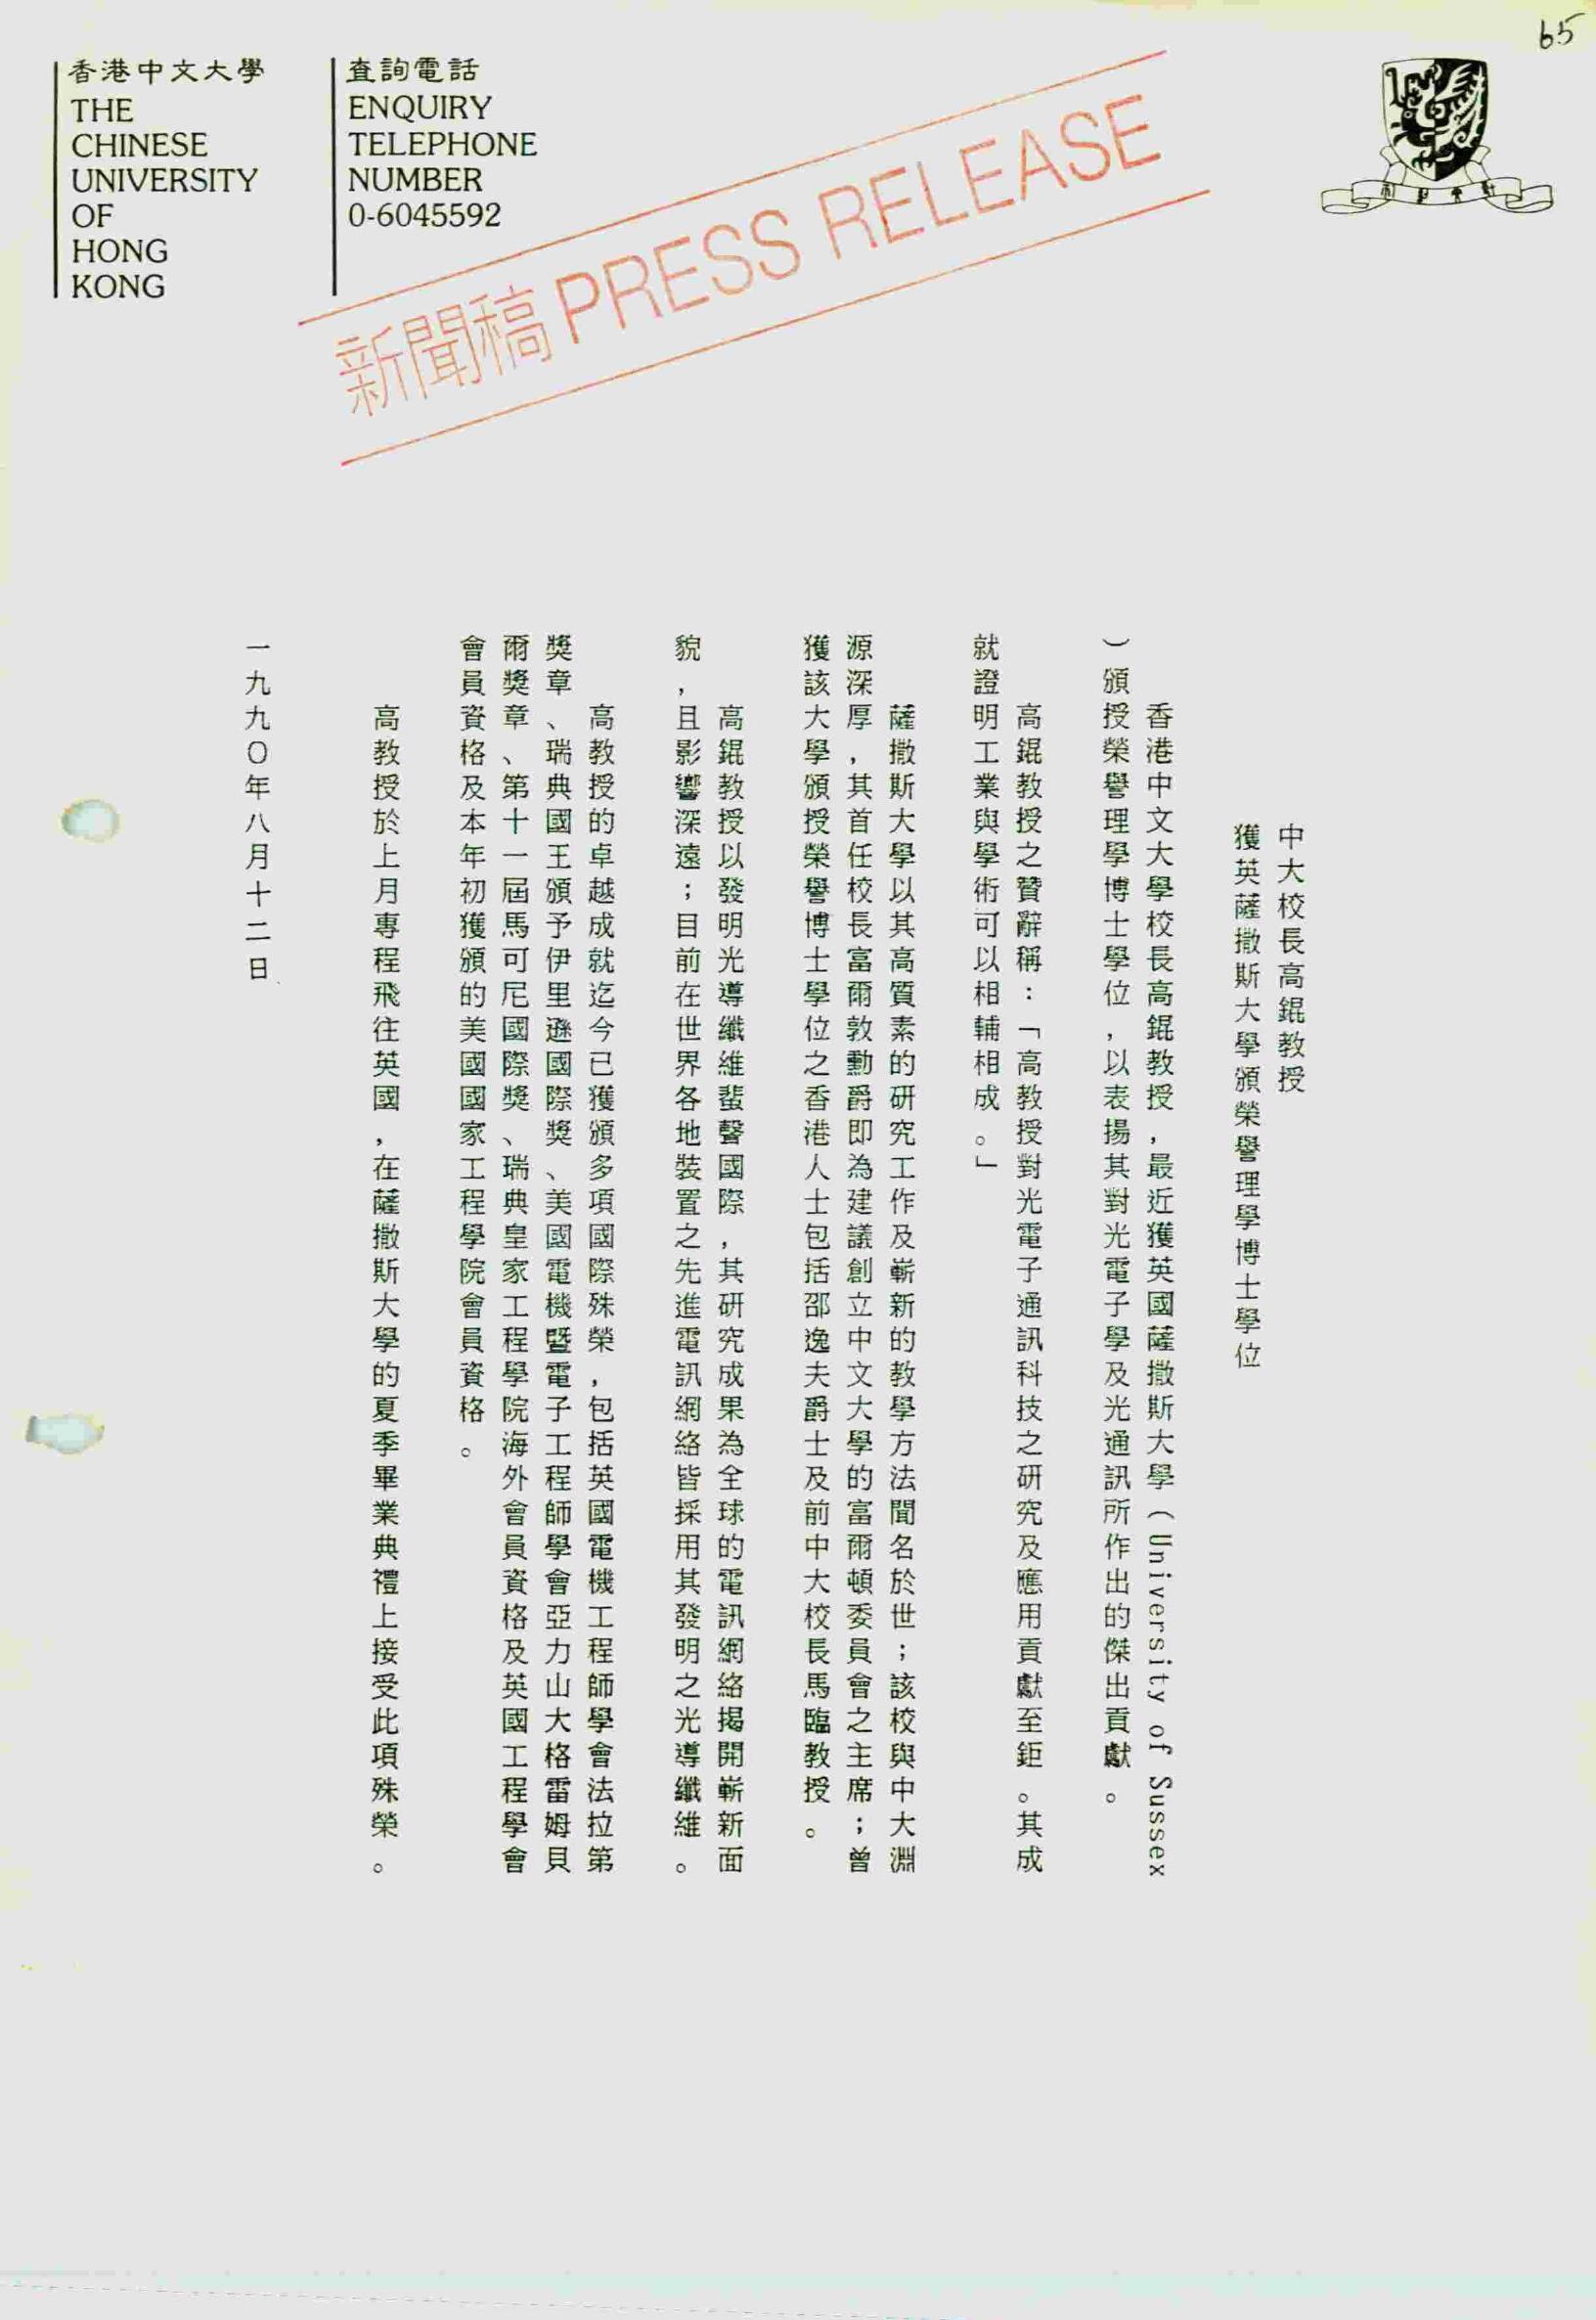 65
香港中文大學
THE
CHINESE
UNIVERSITY
OF
HONG
KONG
查詢電話
ENQUIRY
TELEPHONE
NUMBER
0-6045592
新聞稿 PRESS RELEASE
中大校長高錕教授
獲英薩撒斯大學頒榮譽理學博士學位
香港中文大學校長高錕教授，最近獲英國薩撒斯大學（University of Sussex
）頒授榮譽理學博士學位，以表揚其對光電子學及光通訊所作出的傑出貢獻。
高錕教授之贊辭稱：「高教授對光電子通訊科技之研究及應用貢獻至鉅。其成
就證明工業與學術可以相輔相成。」
薩撒斯大學以其高質素的研究工作及嶄新的教學方法聞名於世；該校與中大淵
源深厚，其首任校長富爾敦勳爵即為建議創立中文大學的富爾頓委員會之主席；曾
獲該大學頒授榮譽博士學位之香港人士包括邵逸夫爵士及前中大校長馬臨教授。
高錕教授以發明光導纖維蜚聲國際，其研究成果為全球的電訊網絡揭開嶄新面
貌，且影響深遠；目前在世界各地裝置之先進電訊網絡皆採用其發明之光導纖維。
高教授的卓越成就迄今已獲頒多項國際殊榮，包括英國電機工程師學會法拉第
獎章、瑞典國王頒予伊里遜國際獎、美國電機暨電子工程師學會亞力山大格雷姆貝
爾獎章、第十一屆馬可尼國際獎、瑞典皇家工程學院海外會員資格及英國工程學會
會員資格及本年初獲頒的美國國家工程學院會員資格。
高教授於上月專程飛往英國，在薩撒斯大學的夏季畢業典禮上接受此項殊榮。
一九九〇年八月十二日